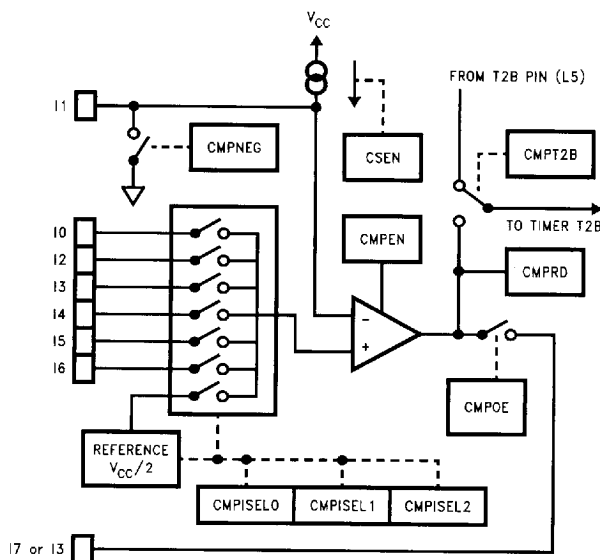 VCC
FROM T2B PIN (L5)
I1
CMPNEG
CSEN
CMPT2B
TO TIMER T2B
I0
I2
I3
I4
I5
I6
CMPEN
CMPRD
−
+
CMPOE
REFERENCE
VCC/2
CMPISEL0 CMPISEL1 CMPISEL2
I7 or I3